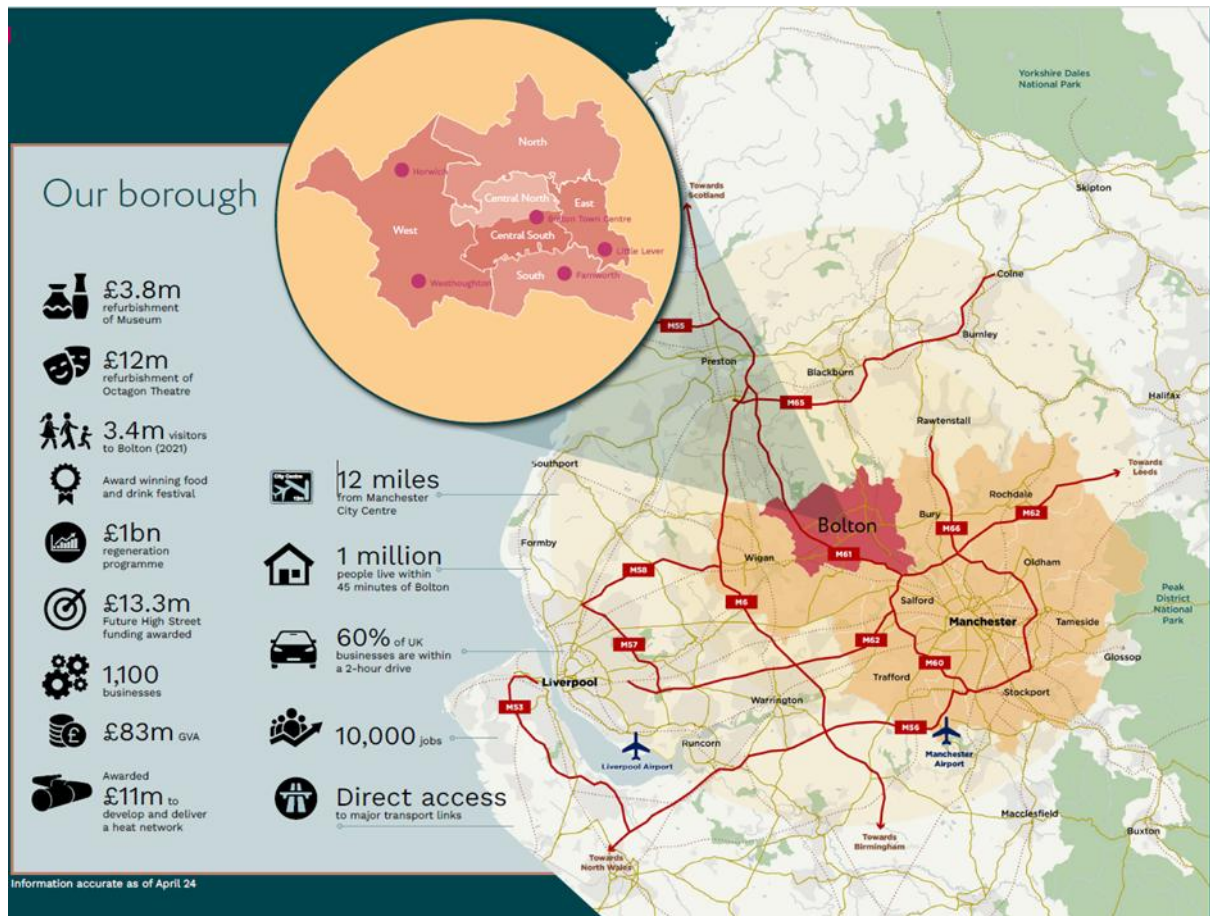 Our borough
£3.8m
refurbishment
of Museum
£12m
refurbishment of
Octagon Theatre
3.4m visitors
to Bolton (2021)
Award winning food
and drink festival
£1bn
regeneration
programme
£13.3m
Future High Street
funding awarded
1,100
businesses
£83m GVA
Awarded
£11m to
develop and deliver
a heat network
City Centre
12 miles
from Manchester
City Centre
1 million
people live within
45 minutes of Bolton
60% of UK
businesses are within
a 2-hour drive
10,000 jobs
Direct access
to major transport links
Information accurate as of April 24
North
Horwich
Central North
East
Bolton Town Centre
West
Central South
Little Lever
South
Farnworth
Westhoughton
Yorkshire Dales
National Park
Skipton
Towards
Scotland
Colne
M55
Burnley
Preston
Blackburn
M65
Halifax
Rawtenstall
Southport
Towards
Leeds
Rochdale
Bury
M62
Bolton
M66
Formby
Wigan
M61
Oldham
M58
Peak
District
National
Park
Salford
M6
Manchester
Tameside
M62
M57
Glossop
M60
Trafford
Liverpool
Stockport
Warrington
M53
M56
Runcorn
Liverpool Airport
Manchester
Airport
Macclesfield
Buxton
Towards
Birmingham
Towards
North Wales